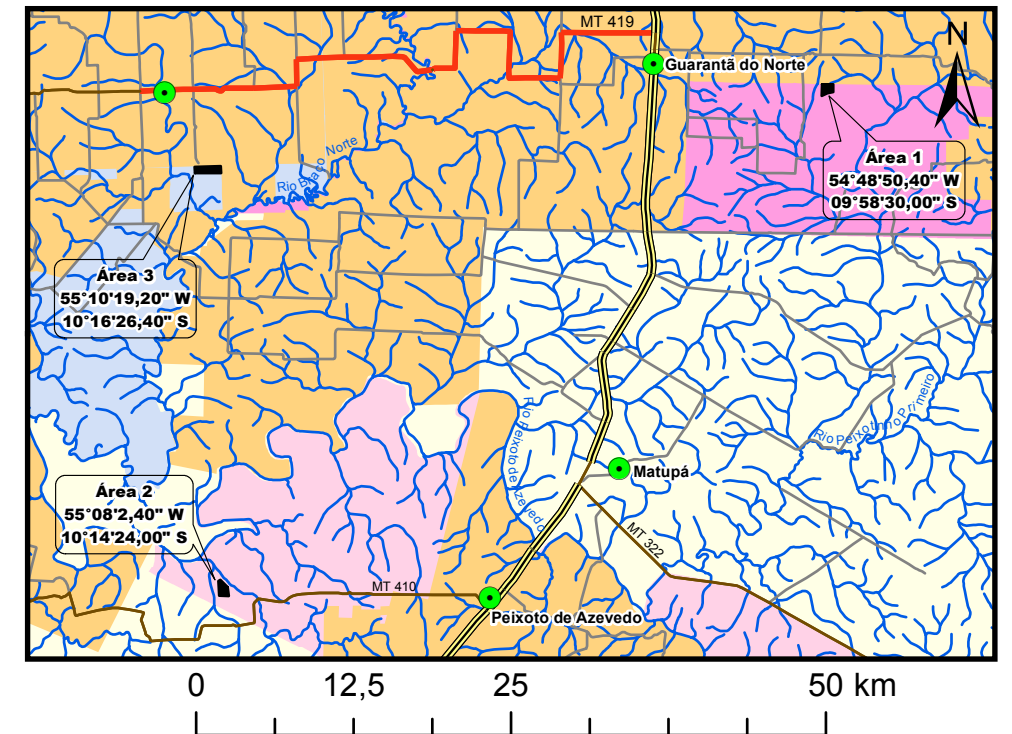 MT 419
N
Guarantã do Norte
Área 1
54°48'50,40" W
09°58'30,00" S
Rio Braço Norte
Área 3
55°10'19,20" W
10°16'26,40" S
Rio Peixoto de Azevedo
Rio Peixotinho Primeiro
Matupá
Área 2
55°08'2,40" W
10°14'24,00" S
MT 322
MT 410
Peixoto de Azevedo
0 12,5 25 50 km